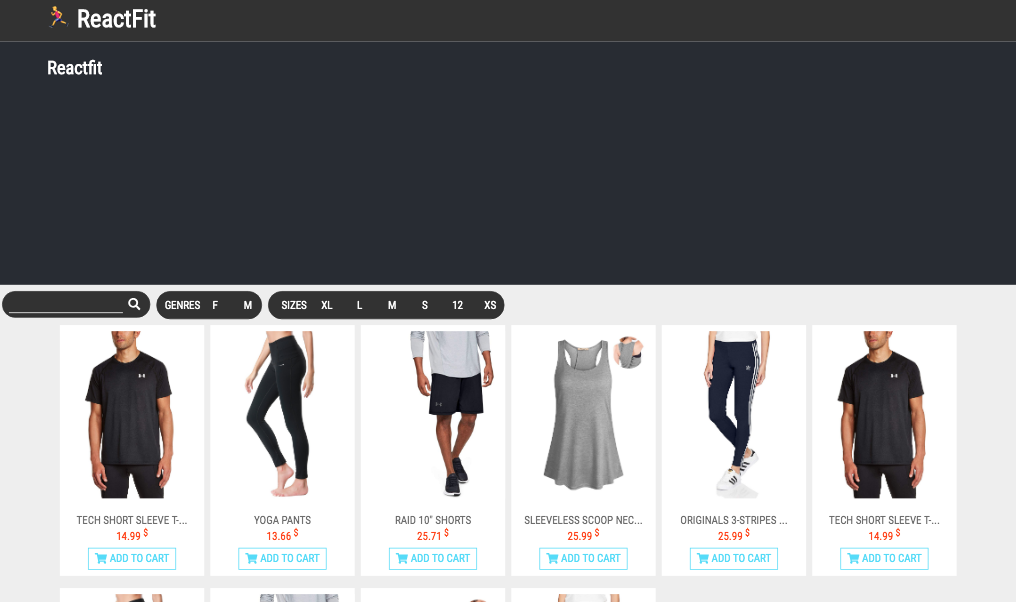 ReactFit
Reactfit
GENRES F M SIZES XL L M S 12 XS
TECH SHORT SLEEVE T-...
14.99 $
ADD TO CART
YOGA PANTS
13.66 $
ADD TO CART
RAID 10" SHORTS
25.71 $
ADD TO CART
SLEEVELESS SCOOP NEC...
25.99 $
ADD TO CART
ORIGINALS 3-STRIPES ...
25.99 $
ADD TO CART
TECH SHORT SLEEVE T-...
14.99 $
ADD TO CART